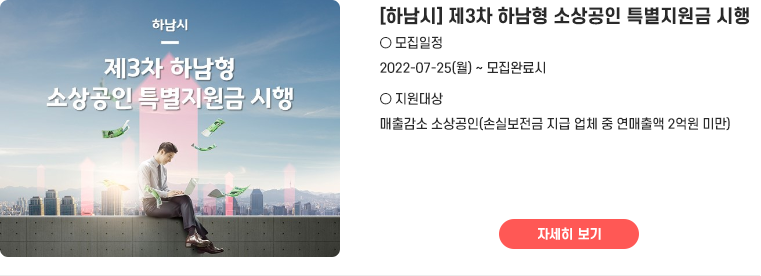 하남시
제3차 하남형
소상공인 특별지원금 시행
[하남시] 제3차 하남형 소상공인 특별지원금 시행
○ 모집일정
2022-07-25(월) ~ 모집완료시
○ 지원대상
매출감소 소상공인(손실보전금 지급 업체 중 연매출액 2억원 미만)
자세히 보기